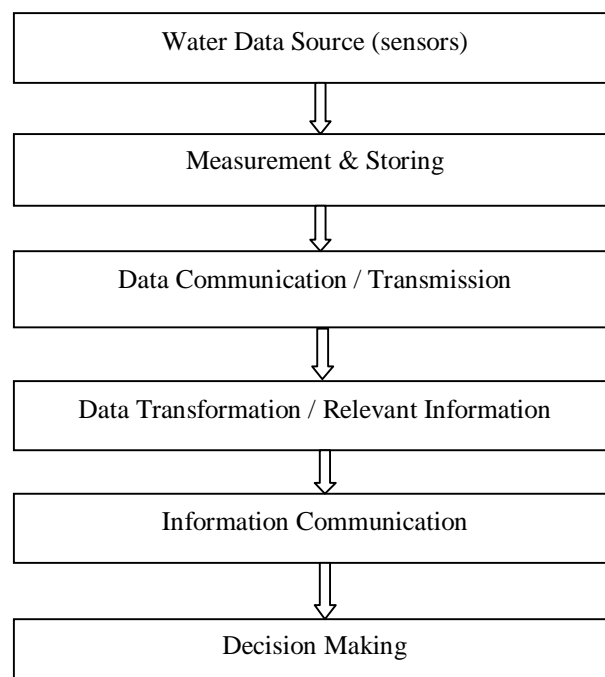 Water Data Source (sensors)
Measurement & Storing
Data Communication / Transmission
Data Transformation / Relevant Information
Information Communication
Decision Making